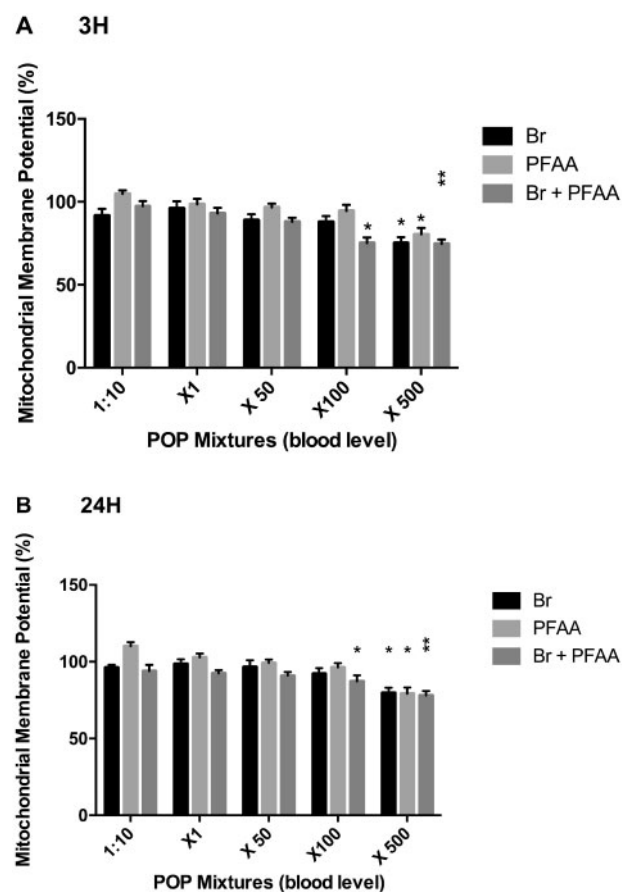 A 3H
Mitochondrial Membrane Potential (%)
150
100
50
0
* * * **
Br
PFAA
Br + PFAA
1:10 X1 X 50 X100 X 500
POP Mixtures (blood level)
B 24H
Mitochondrial Membrane Potential (%)
150
100
50
0
* * * **
Br
PFAA
Br + PFAA
1:10 X1 X 50 X100 X 500
POP Mixtures (blood level)